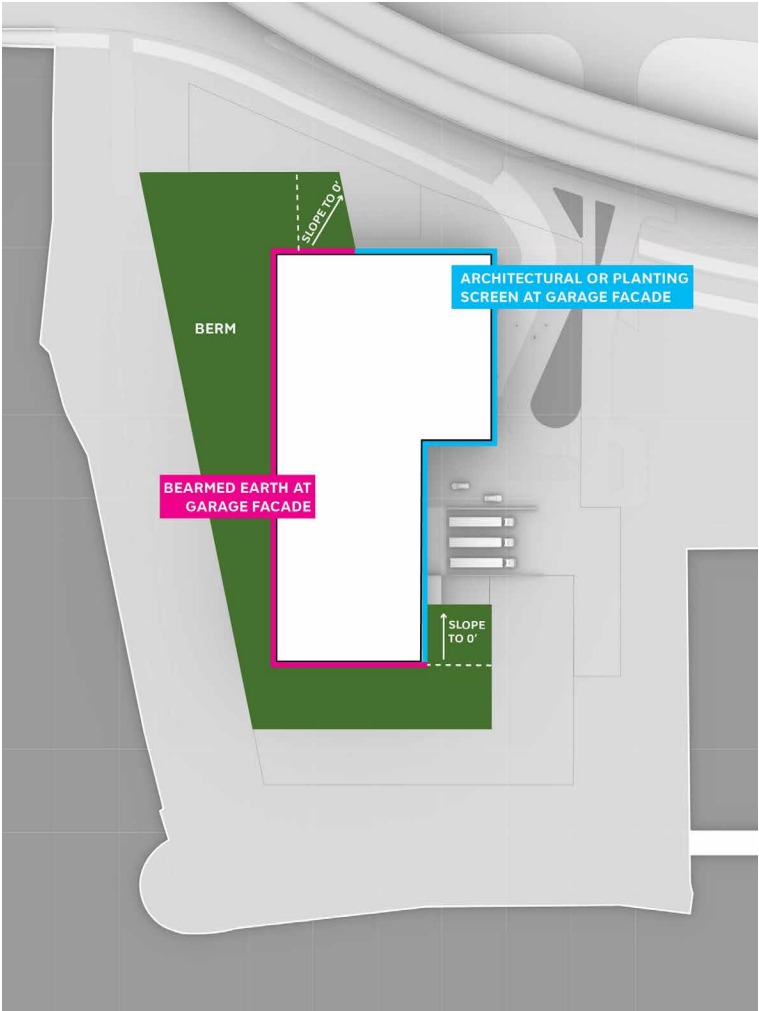 SLOPE TO 0'
ARCHITECTURAL OR PLANTING
SCREEN AT GARAGE FACADE
BERM
BEARMED EARTH AT
GARAGE FACADE
SLOPE
TO 0'